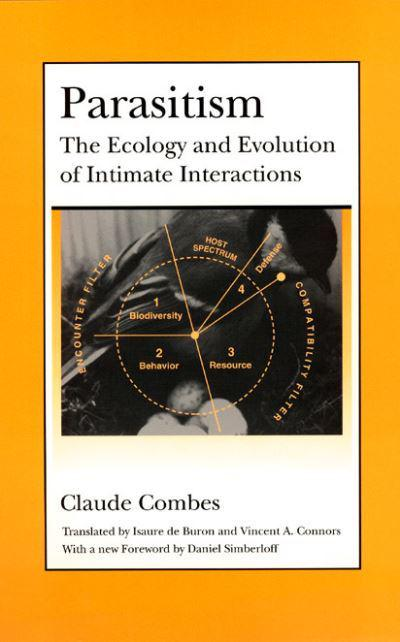 Parasitism
The Ecology and Evolution
of Intimate Interactions
HOST
SPECTRUM
Defense
ENCOUNTER FILTER
COMPATIBILITY FILTER
1
Biodiversity
4
2
Behavior
3
Resource
Claude Combes
Translated by Isaure de Buron and Vincent A. Connors
With a new Foreword by Daniel Simberloff